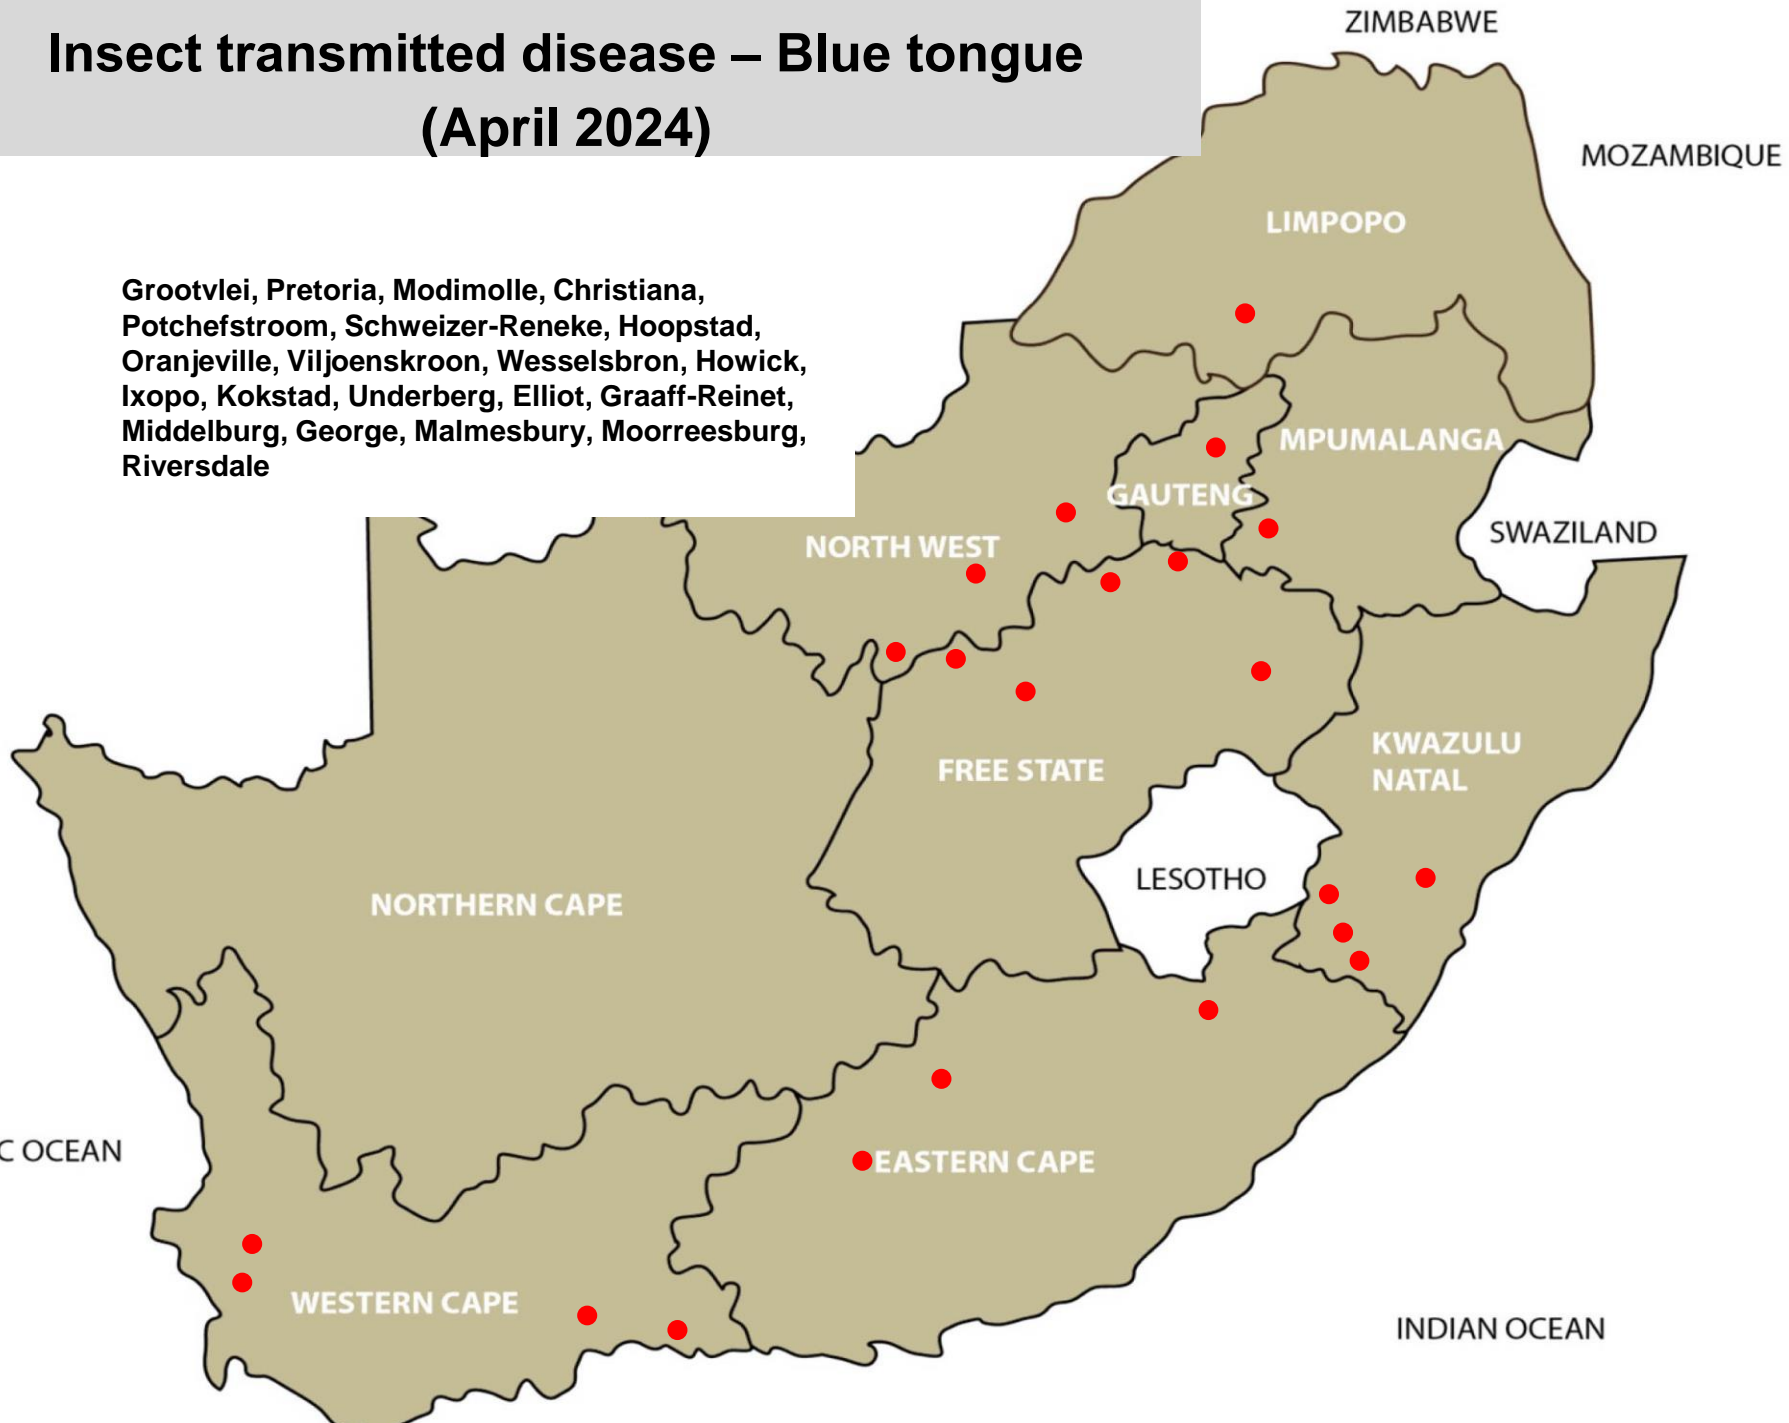 Insect transmitted disease – Blue tongue
(April 2024)
ZIMBABWE
MOZAMBIQUE
LIMPOPO
Grootvlei, Pretoria, Modimolle, Christiana,
Potchefstroom, Schweizer-Reneke, Hoopstad,
Oranjeville, Viljoenskroon, Wesselsbron, Howick,
Ixopo, Kokstad, Underberg, Elliot, Graaff-Reinet,
Middelburg, George, Malmesbury, Moorreesburg,
Riversdale
MPUMALANGA
GAUTENG
NORTH WEST
SWAZILAND
KWAZULU
NATAL
FREE STATE
LESOTHO
NORTHERN CAPE
C OCEAN
EASTERN CAPE
WESTERN CAPE
INDIAN OCEAN